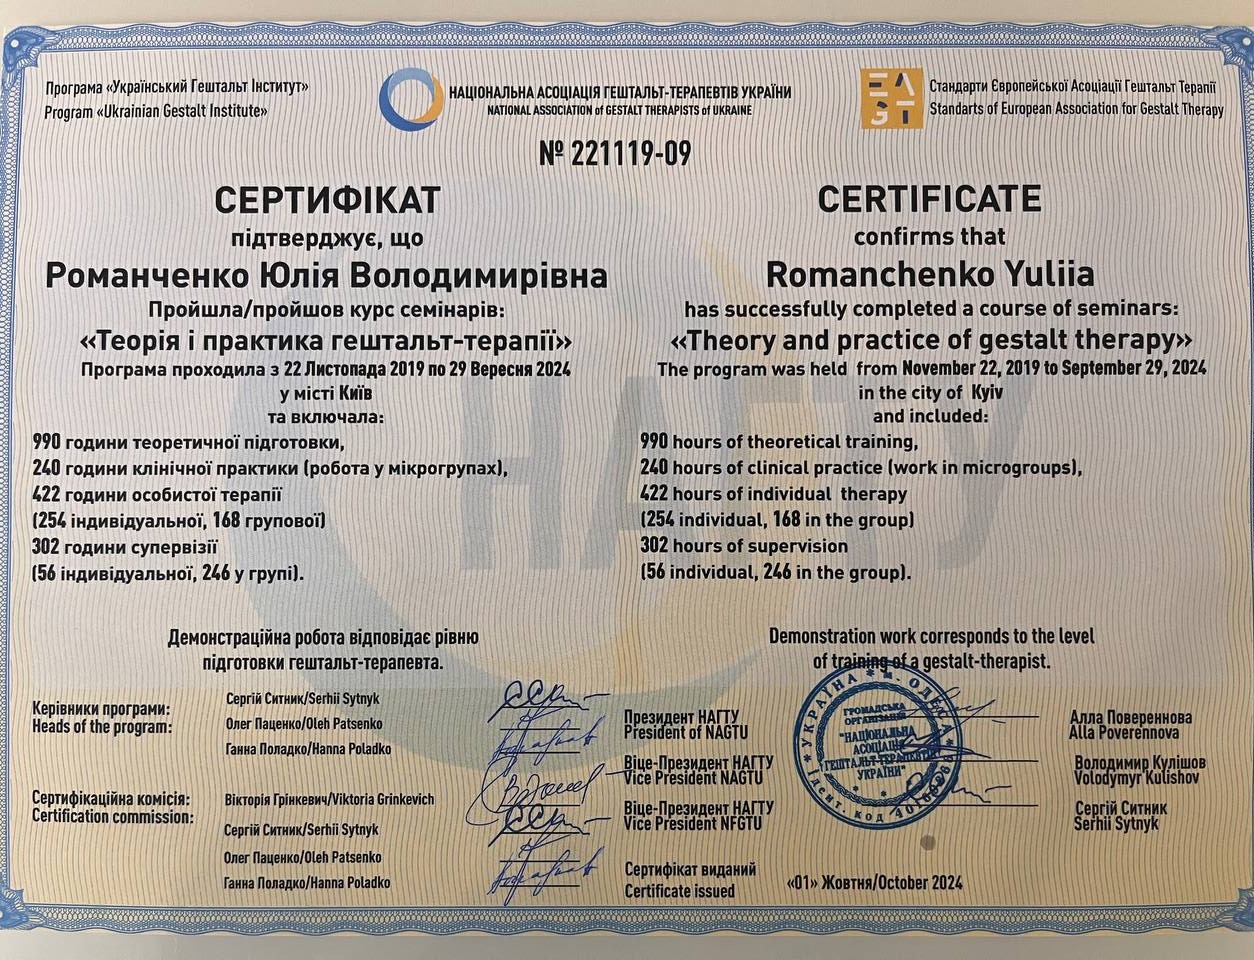 Програма «Український Гештальт Інститут»
Program «Ukrainian Gestalt Institute»
НАЦІОНАЛЬНА АСОЦІАЦІЯ ГЕШТАЛЬТ-ТЕРАПЕВТІВ УКРАЇНИ
NATIONAL ASSOCIATION of GESTALT THERAPISTS of UKRAINE
EAGT
Стандарти Європейської Асоціації Гештальт Терапії
Standarts of European Association for Gestalt Therapy
№ 221119-09
СЕРТИФІКАТ
підтверджує, що
Романченко Юлія Володимирівна
Пройшла/пройшов курс семінарів:
«Теорія і практика гештальт-терапії»
Програма проходила з 22 Листопада 2019 по 29 Вересня 2024
у місті Київ
та включала:
990 години теоретичної підготовки,
240 години клінічної практики (робота у мікрогрупах),
422 години особистої терапії
(254 індивідуальної, 168 групової)
302 години супервізії
(56 індивідуальної, 246 у групі).
Демонстраційна робота відповідає рівню
підготовки гештальт-терапевта.
CERTIFICATE
confirms that
Romanchenko Yuliia
has successfully completed a course of seminars:
«Theory and practice of gestalt therapy»
The program was held from November 22, 2019 to September 29, 2024
in the city of Kyiv
and included:
990 hours of theoretical training,
240 hours of clinical practice (work in microgroups),
422 hours of individual therapy
(254 individual, 168 in the group)
302 hours of supervision
(56 individual, 246 in the group).
Demonstration work corresponds to the level
of training of a gestalt-therapist.
НАГТУ
Керівники програми:
Heads of the program:
Сергій Ситник/Serhii Sytnyk
Олег Паценко/Oleh Patsenko
Ганна Поладко/Hanna Poladko
Сертифікаційна комісія:
Certification commission:
Вікторія Грінкевич/Viktoria Grinkevich
Сергій Ситник/Serhii Sytnyk
Олег Паценко/Oleh Patsenko
Ганна Поладко/Hanna Poladko
Президент НАГТУ
President of NAGTU
Алла Повереннова
Alla Poverennova
Віце-Президент НАГТУ
Vice President NAGTU
Володимир Кулішов
Volodymyr Kulishov
Віце-Президент НАГТУ
Vice President NFGTU
Сергій Ситник
Serhii Sytnyk
УКРАЇНА * м. ОДЕСА
Ідент. код
ГРОМАДСЬКА
ОРГАНІЗАЦІЯ
"НАЦІОНАЛЬНА
АСОЦІАЦІЯ
ГЕШТАЛЬТ-ТЕРАПЕВТІВ
УКРАЇНИ"
Сертифікат виданий
Certificate issued
«01» Жовтня/October 2024